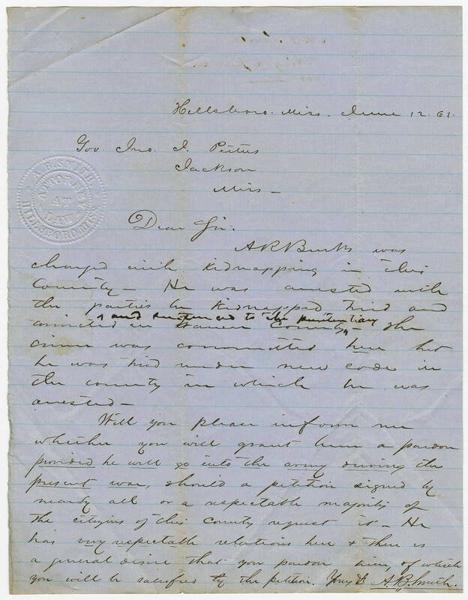 Hillsboro. Miss. June 12. 61.
Gov Jno. J. Pettus
Jackson
Miss -
A.B. SMITH
ATTORNEY
AT
LAW
HILLSBORO, MISS.
Dear Sir.
A R Burks was
charged with kidnapping in this
County - He was arrested with
the parties he kidnapped tried and
and sentenced to the penitentiary
convicted in County, the
crime was committed here but
he was tried under new code in
the county in which he was
arrested -
Will you please inform me
whether you will grant him a pardon
provided he will go into the army during the
present war, should a petition signed by
nearly all or a respectable majority of
the citizens of this County request it - He
has very respectable relations here & there is
a general desire that you pardon him, of which
you will be satisfied by the petition. Yours &c A.B. Smith.